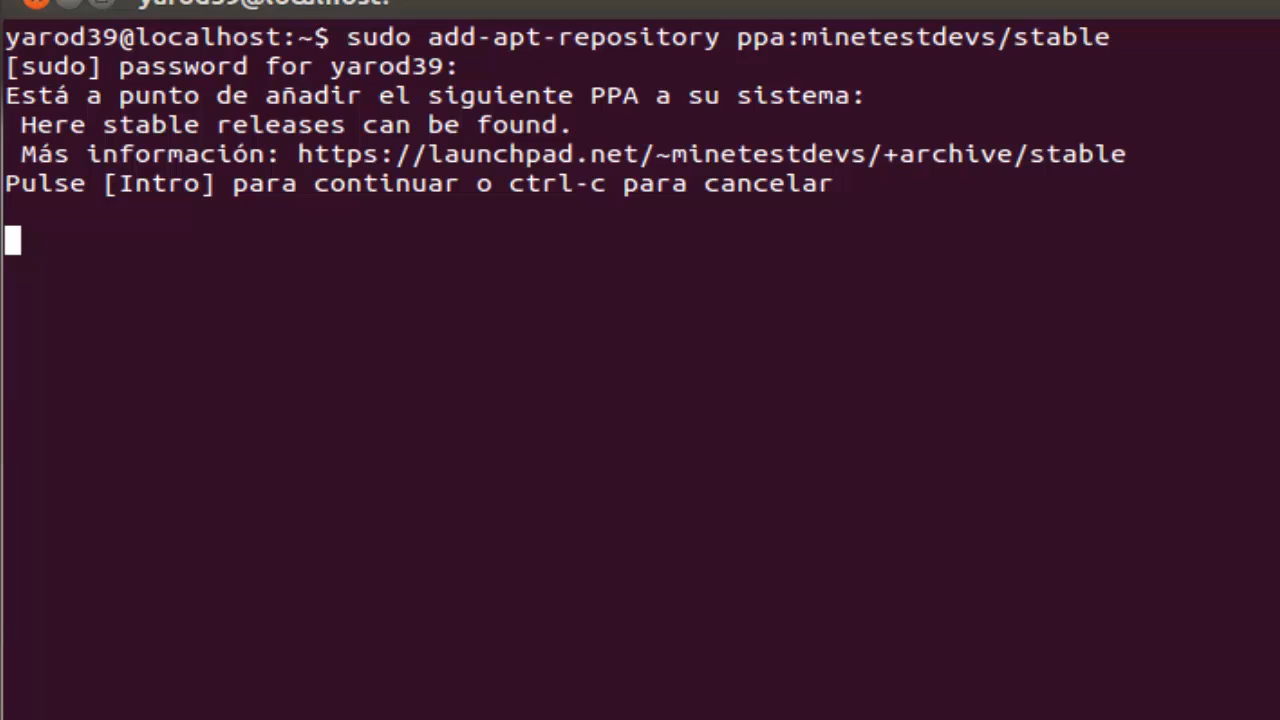 yarod39@localhost: ~
yarod39@localhost:~$ sudo add-apt-repository ppa:minetestdevs/stable
[sudo] password for yarod39:
Está a punto de añadir el siguiente PPA a su sistema:
 Here stable releases can be found.
 Más información: https://launchpad.net/~minetestdevs/+archive/stable
Pulse [Intro] para continuar o ctrl-c para cancelar